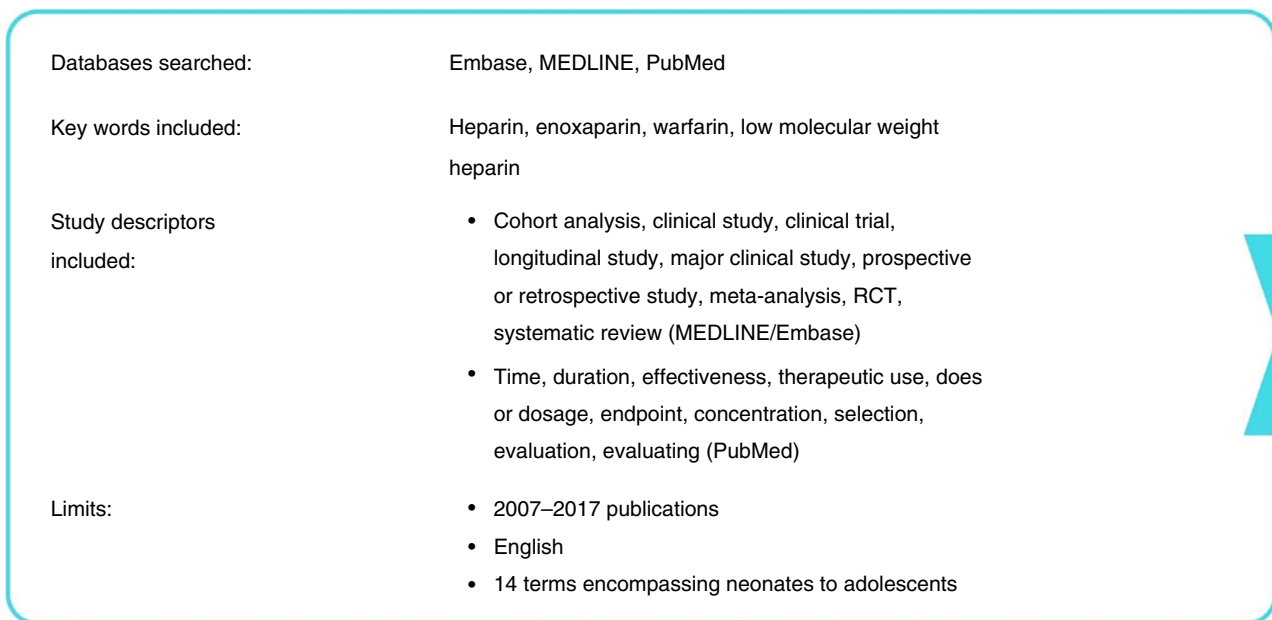 Databases searched: Embase, MEDLINE, PubMed
Key words included: Heparin, enoxaparin, warfarin, low molecular weight
heparin
Study descriptors • Cohort analysis, clinical study, clinical trial,
included: longitudinal study, major clinical study, prospective
or retrospective study, meta-analysis, RCT,
systematic review (MEDLINE/Embase)
• Time, duration, effectiveness, therapeutic use, does
or dosage, endpoint, concentration, selection,
evaluation, evaluating (PubMed)
Limits: • 2007–2017 publications
• English
• 14 terms encompassing neonates to adolescents